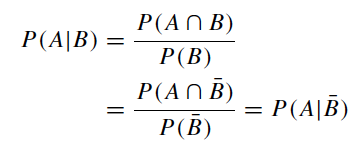 P(A|B) = P(A ∩ B) / P(B)
= P(A ∩ B̄) / P(B̄) = P(A|B̄)